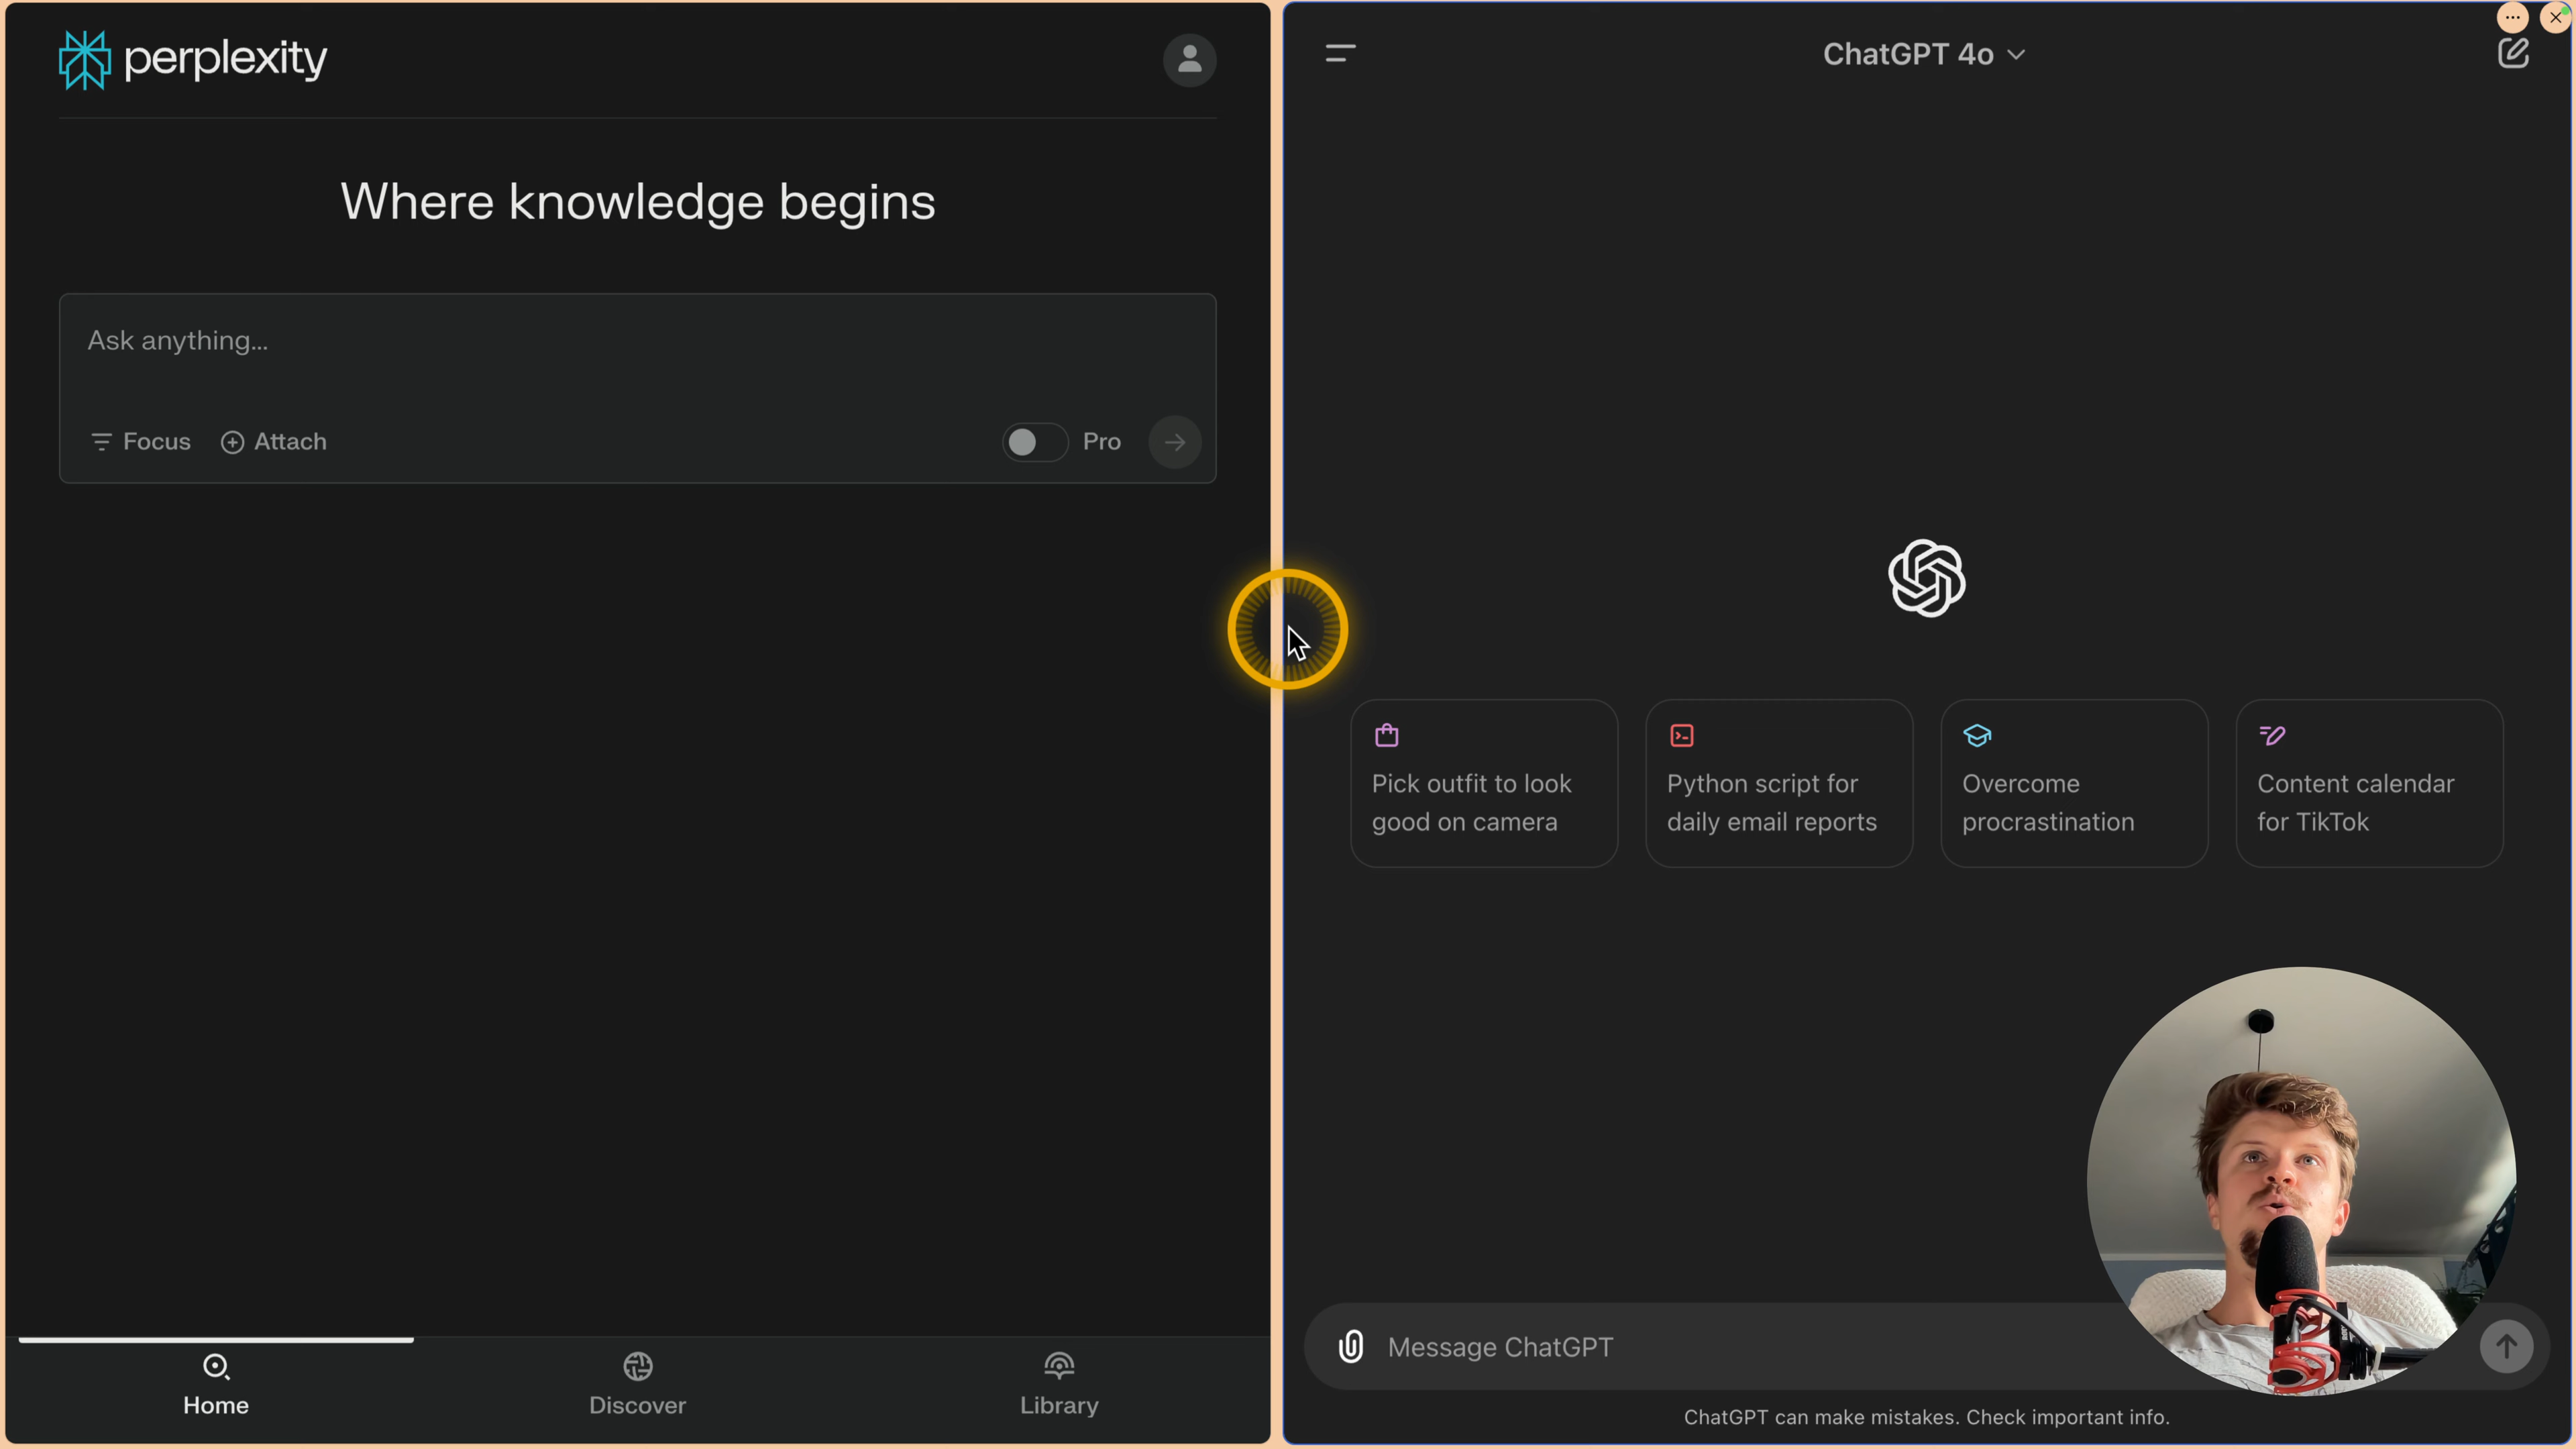 perplexity
Where knowledge begins
Ask anything...
Focus
Attach
Pro
Home
Discover
Library
ChatGPT 4o
Pick outfit to look
good on camera
Python script for
daily email reports
Overcome
procrastination
Content calendar
for TikTok
Message ChatGPT
ChatGPT can make mistakes. Check important info.